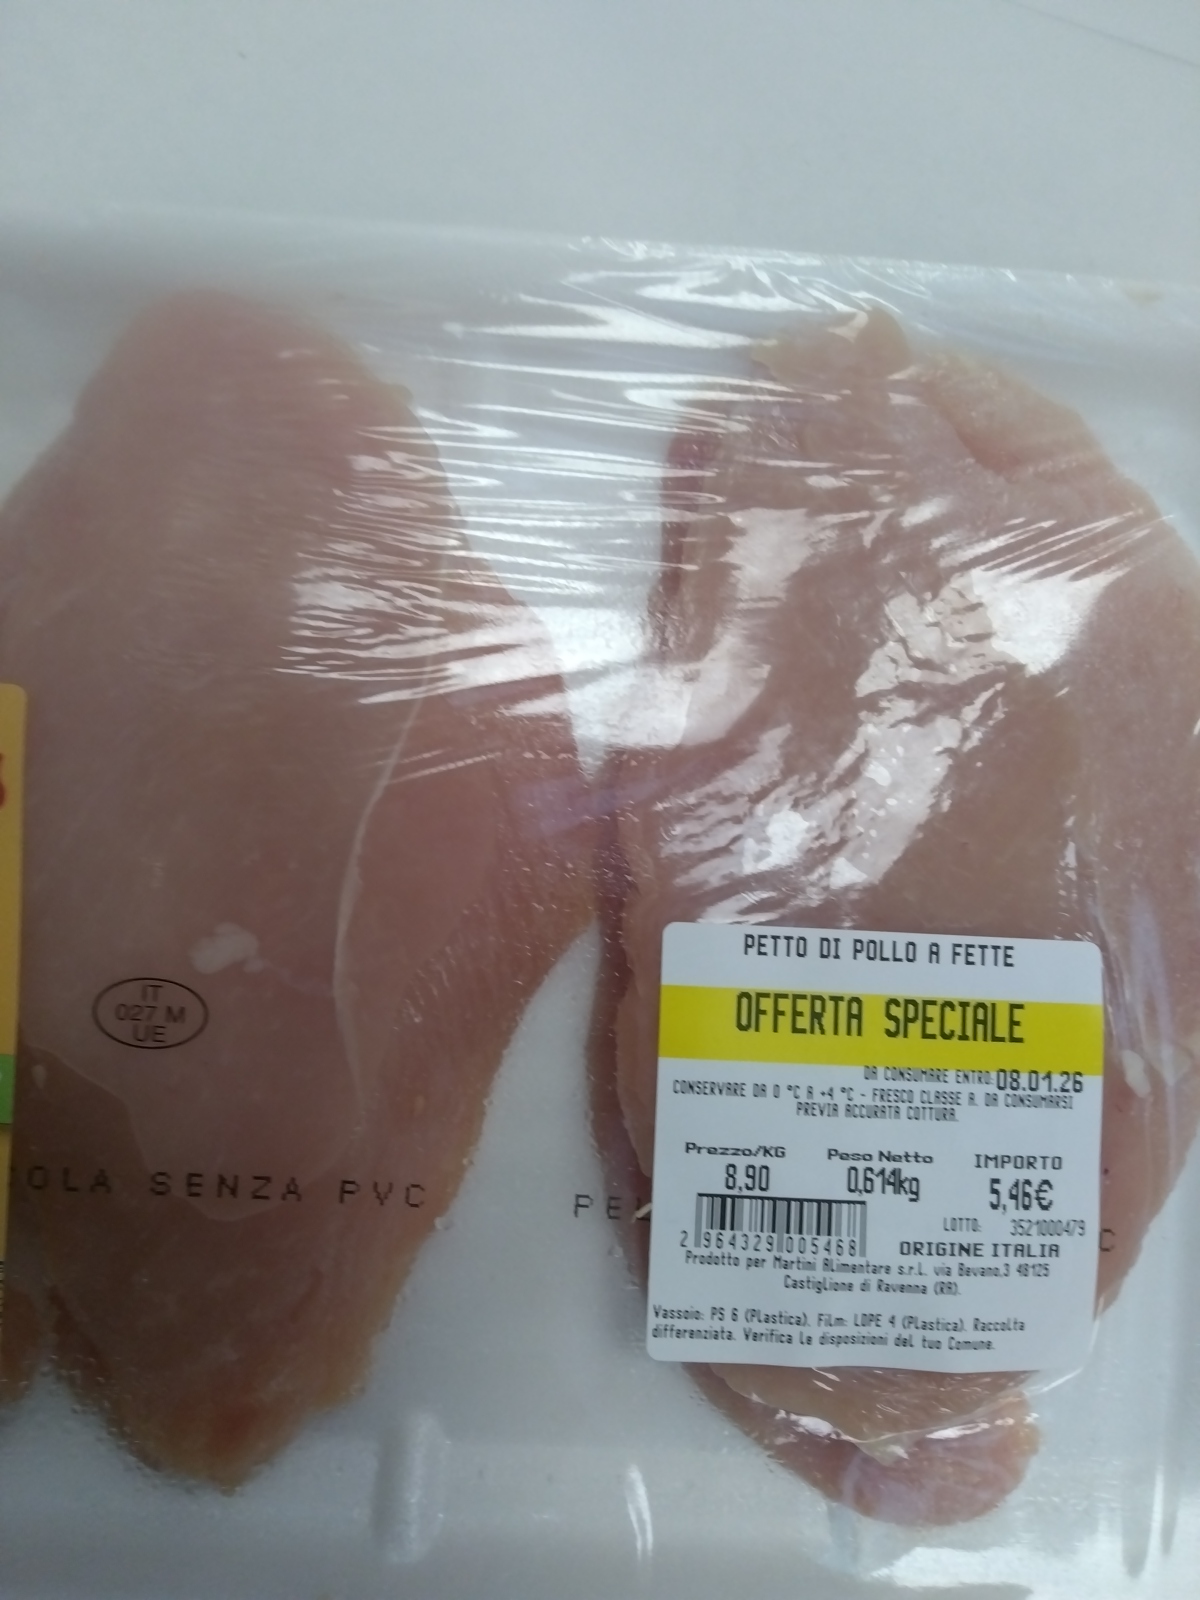 PETTO DI POLLO A FETTE
OFFERTA SPECIALE
DA CONSUMARE ENTRO: 08.01.26
CONSERVARE DA 0 °C A +4 °C - FRESCO CLASSE A. DA CONSUMARSI
PREVIA ACCURATA COTTURA.
Prezzo/KG Peso Netto IMPORTO
8,90 0,614kg 5,46€
LOTTO: 3521000479
2 964329 005468
ORIGINE ITALIA
Prodotto per Martini Alimentare s.r.l. via Bevano,3 48125
Castiglione di Ravenna (RA).
Vassoio: PS 6 (Plastica). Film: LDPE 4 (Plastica). Raccolta
differenziata. Verifica le disposizioni del tuo Comune.
IT
027 M
UE
OLA SENZA PVC PE
C